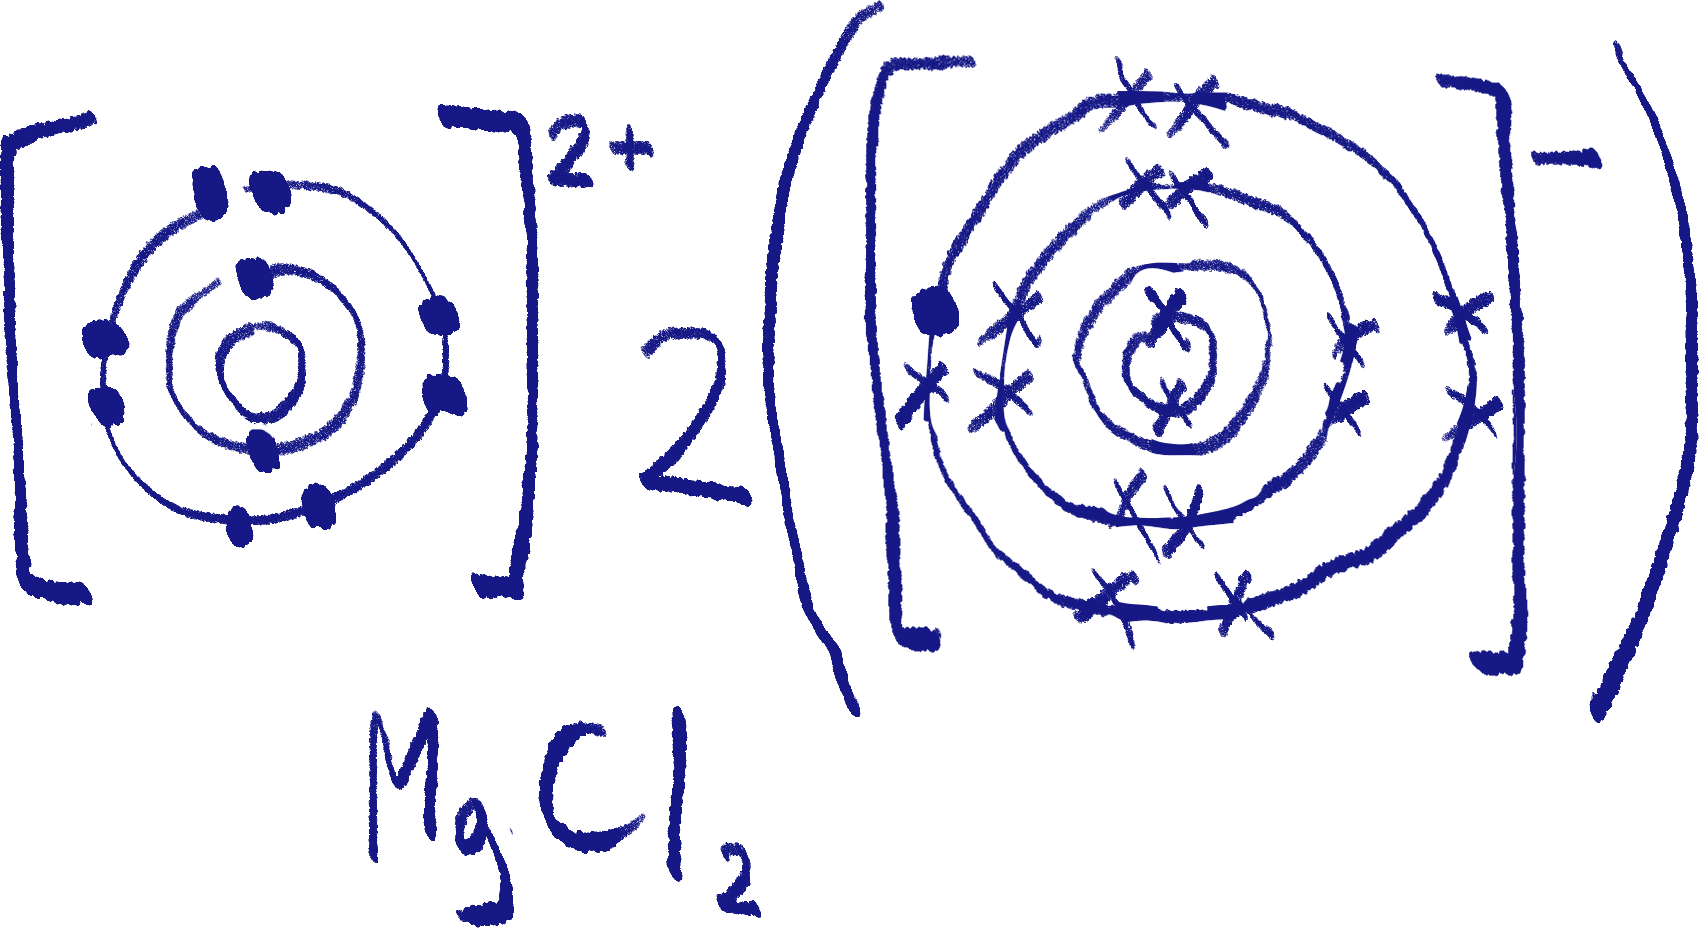 [ ]2+ 2 ( [ ]− )
MgCl2